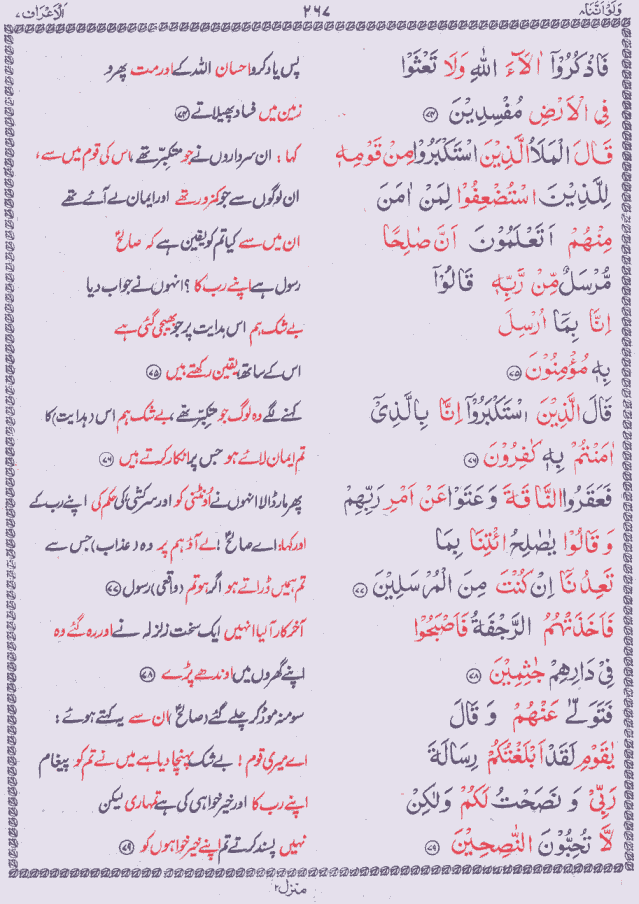 وَلَوْاَنَّنَا۸ ۲۶۷ اَلْاَعْرَاف۷
فَاذْكُرُوْٓا اٰلَآءَ اللّٰهِ وَلَا تَعْثَوْا پس یاد کرو احسان اللہ کے اور مت پھرو
فِى الْاَرْضِ مُفْسِدِيْنَ ﴿۷۴﴾ زمین میں فساد پھیلاتے ﴿۷۴﴾
قَالَ الْمَلَاُ الَّذِيْنَ اسْتَكْبَرُوْا مِنْ قَوْمِهٖ کہا: ان سرداروں نے جو متکبّر تھے، اس کی قوم میں سے،
لِلَّذِيْنَ اسْتُضْعِفُوْا لِمَنْ اٰمَنَ ان لوگوں سے جو کمزور تھے اور ایمان لے آئے تھے
مِنْهُمْ اَتَعْلَمُوْنَ اَنَّ صٰلِحًا ان میں سے کیا تم کو یقین ہے کہ صالحؑ
مُّرْسَلٌ مِّنْ رَّبِّهٖ قَالُوْٓا رسول ہے اپنے رب کا؟ انہوں نے جواب دیا
اِنَّا بِمَآ اُرْسِلَ بے شک ہم اس ہدایت پر جو بھیجی گئی ہے
بِهٖ مُؤْمِنُوْنَ ﴿۷۵﴾ اس کے ساتھ یقین رکھتے ہیں ﴿۷۵﴾
قَالَ الَّذِيْنَ اسْتَكْبَرُوْٓا اِنَّا بِالَّذِىْٓ کہنے لگے وہ لوگ جو متکبّر تھے، بے شک ہم اس (ہدایت) کا
اٰمَنْتُمْ بِهٖ كٰفِرُوْنَ ﴿۷۶﴾ تم ایمان لائے ہو جس پر انکار کرتے ہیں ﴿۷۶﴾
فَعَقَرُوا النَّاقَةَ وَعَتَوْا عَنْ اَمْرِ رَبِّهِمْ پھر مار ڈالا انہوں نے اُونٹنی کو اور سرکشی کی حکم کی اپنے رب کے
وَقَالُوْا يٰصٰلِحُ ائْتِنَا بِمَا اور کہا: اے صالحؑ! لے آؤ ہم پر وہ (عذاب) جس سے
تَعِدُنَآ اِنْ كُنْتَ مِنَ الْمُرْسَلِيْنَ ﴿۷۷﴾ تم ہمیں ڈراتے ہو اگر ہو تم (واقعی) رسول ﴿۷۷﴾
فَاَخَذَتْهُمُ الرَّجْفَةُ فَاَصْبَحُوْا آخر کار آ لیا انہیں ایک سخت زلزلہ نے اور رہ گئے وہ
فِىْ دَارِهِمْ جٰثِمِيْنَ ﴿۷۸﴾ اپنے گھروں میں اوندھے پڑے ﴿۷۸﴾
فَتَوَلّٰى عَنْهُمْ وَقَالَ سو منہ موڑ کر چلے گئے (صالحؑ) ان سے یہ کہتے ہوئے:
يٰقَوْمِ لَقَدْ اَبْلَغْتُكُمْ رِسَالَةَ اے میری قوم! بے شک پہنچا دیا ہے میں نے تم کو پیغام
رَبِّىْ وَنَصَحْتُ لَكُمْ وَلٰكِنْ اپنے رب کا اور خیر خواہی کی ہے تمہاری لیکن
لَّا تُحِبُّوْنَ النّٰصِحِيْنَ ﴿۷۹﴾ نہیں پسند کرتے تم اپنے خیر خواہوں کو ﴿۷۹﴾
منزل۲